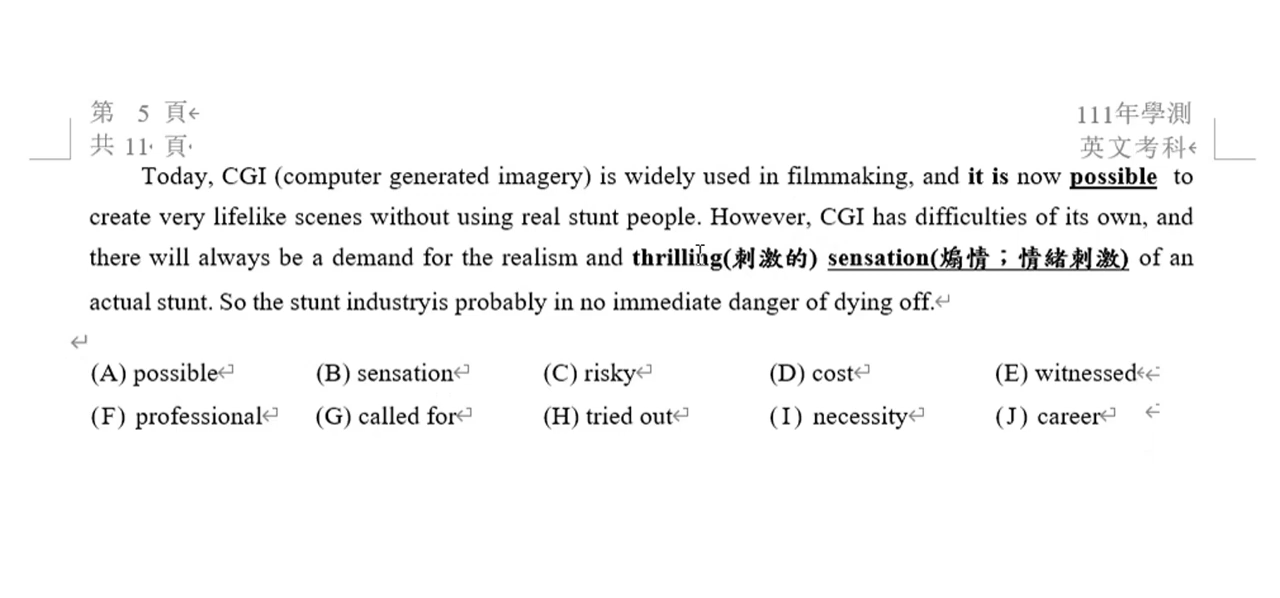 第 5 頁
111年學測
共 11 頁
英文考科
Today, CGI (computer generated imagery) is widely used in filmmaking, and it is now possible to
create very lifelike scenes without using real stunt people. However, CGI has difficulties of its own, and
there will always be a demand for the realism and thrilling(刺激的) sensation(煽情；情緒刺激) of an
actual stunt. So the stunt industryis probably in no immediate danger of dying off.
(A) possible (B) sensation (C) risky (D) cost (E) witnessed
(F) professional (G) called for (H) tried out (I) necessity (J) career